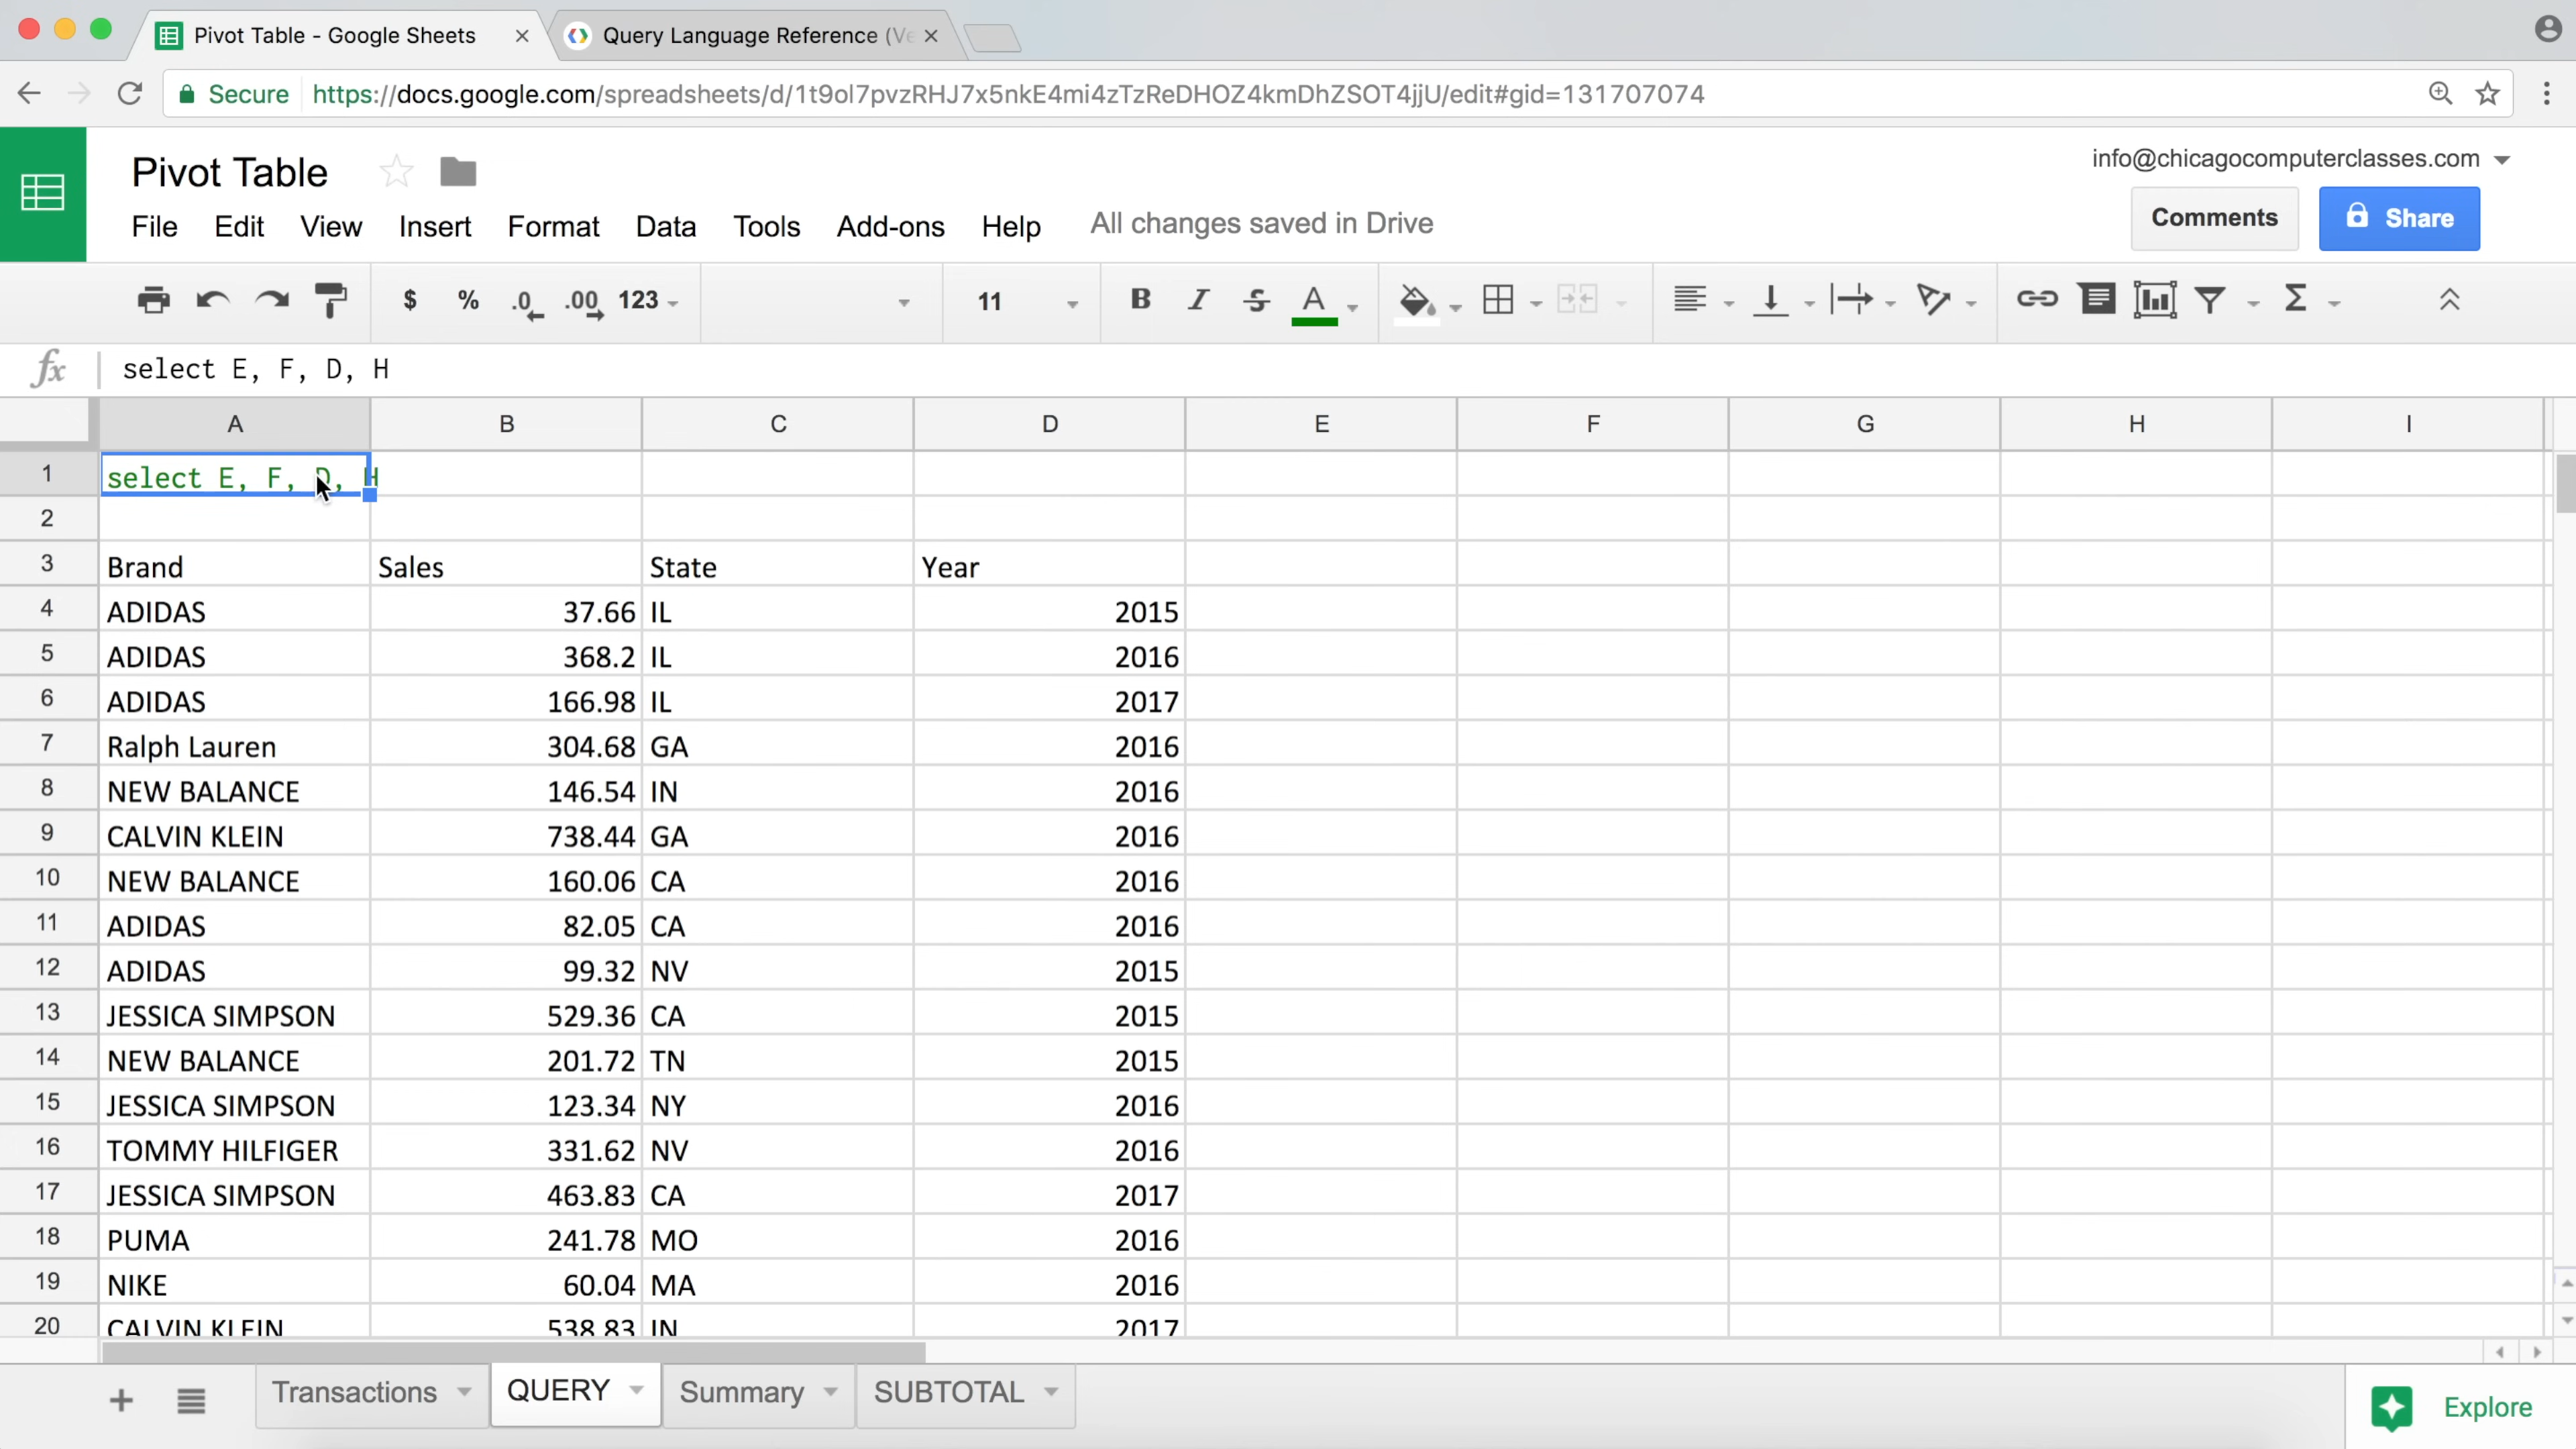 Pivot Table - Google Sheets
Query Language Reference (Ve
Secure https://docs.google.com/spreadsheets/d/1t9ol7pvzRHJ7x5nkE4mi4zTzReDHOZ4kmDhZSOT4jjU/edit#gid=131707074
Pivot Table
info@chicagocomputerclasses.com
File Edit View Insert Format Data Tools Add-ons Help All changes saved in Drive
Comments Share
$ % .0 .00 123 11 B I S A Σ
fx select E, F, D, H
A B C D E F G H I
1 select E, F, D, H
2
3 Brand Sales State Year
4 ADIDAS 37.66 IL 2015
5 ADIDAS 368.2 IL 2016
6 ADIDAS 166.98 IL 2017
7 Ralph Lauren 304.68 GA 2016
8 NEW BALANCE 146.54 IN 2016
9 CALVIN KLEIN 738.44 GA 2016
10 NEW BALANCE 160.06 CA 2016
11 ADIDAS 82.05 CA 2016
12 ADIDAS 99.32 NV 2015
13 JESSICA SIMPSON 529.36 CA 2015
14 NEW BALANCE 201.72 TN 2015
15 JESSICA SIMPSON 123.34 NY 2016
16 TOMMY HILFIGER 331.62 NV 2016
17 JESSICA SIMPSON 463.83 CA 2017
18 PUMA 241.78 MO 2016
19 NIKE 60.04 MA 2016
20 CALVIN KLEIN 538.83 IN 2017
Transactions QUERY Summary SUBTOTAL Explore